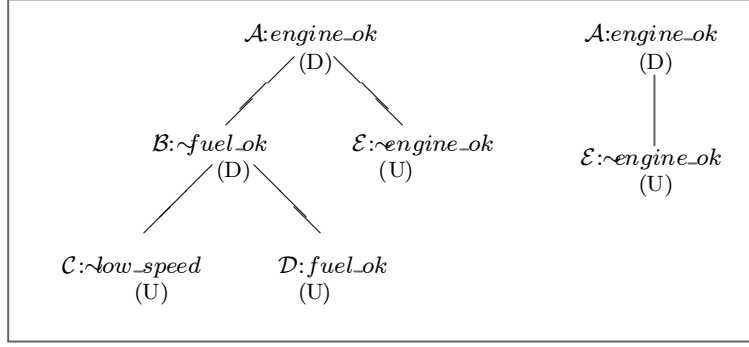 𝒜:engine_ok 𝒜:engine_ok
(D) (D)
ℬ:~fuel_ok ℰ:~engine_ok ℰ:~engine_ok
(D) (U) (U)
𝒞:~low_speed 𝒟:fuel_ok
(U) (U)